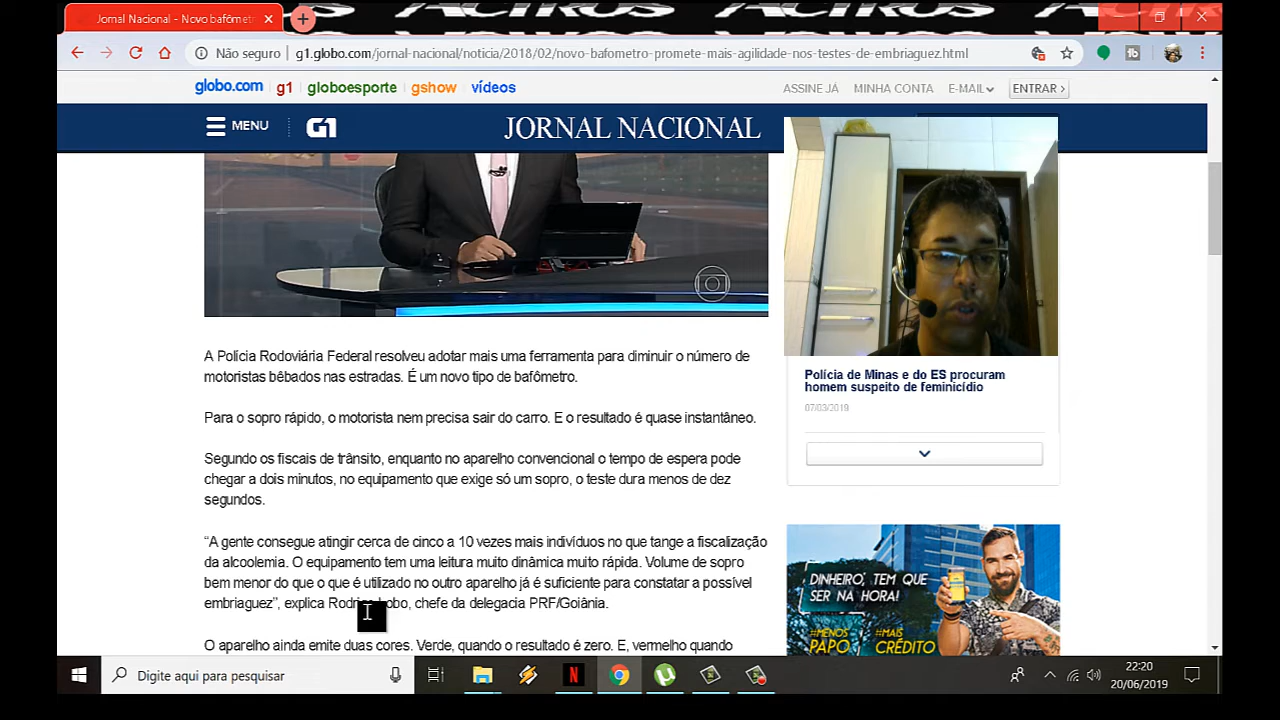 Jornal Nacional - Novo bafômetr
Não seguro
g1.globo.com/jornal-nacional/noticia/2018/02/novo-bafometro-promete-mais-agilidade-nos-testes-de-embriaguez.html
globo.com g1 globoesporte gshow vídeos
ASSINE JÁ MINHA CONTA E-MAIL ENTRAR
MENU G1 JORNAL NACIONAL
A Polícia Rodoviária Federal resolveu adotar mais uma ferramenta para diminuir o número de
motoristas bêbados nas estradas. É um novo tipo de bafômetro.
Para o sopro rápido, o motorista nem precisa sair do carro. E o resultado é quase instantâneo.
Segundo os fiscais de trânsito, enquanto no aparelho convencional o tempo de espera pode
chegar a dois minutos, no equipamento que exige só um sopro, o teste dura menos de dez
segundos.
“A gente consegue atingir cerca de cinco a 10 vezes mais indivíduos no que tange a fiscalização
da alcoolemia. O equipamento tem uma leitura muito dinâmica muito rápida. Volume de sopro
bem menor do que o que é utilizado no outro aparelho já é suficiente para constatar a possível
embriaguez”, explica chefe da delegacia PRF/Goiânia.
O aparelho ainda emite duas cores. Verde, quando o resultado é zero. E, vermelho quando
Polícia de Minas e do ES procuram
homem suspeito de feminicídio
07/03/2019
DINHEIRO, TEM QUE
SER NA HORA!
#MENOS PAPO #MAIS CRÉDITO
Digite aqui para pesquisar
22:20
20/06/2019